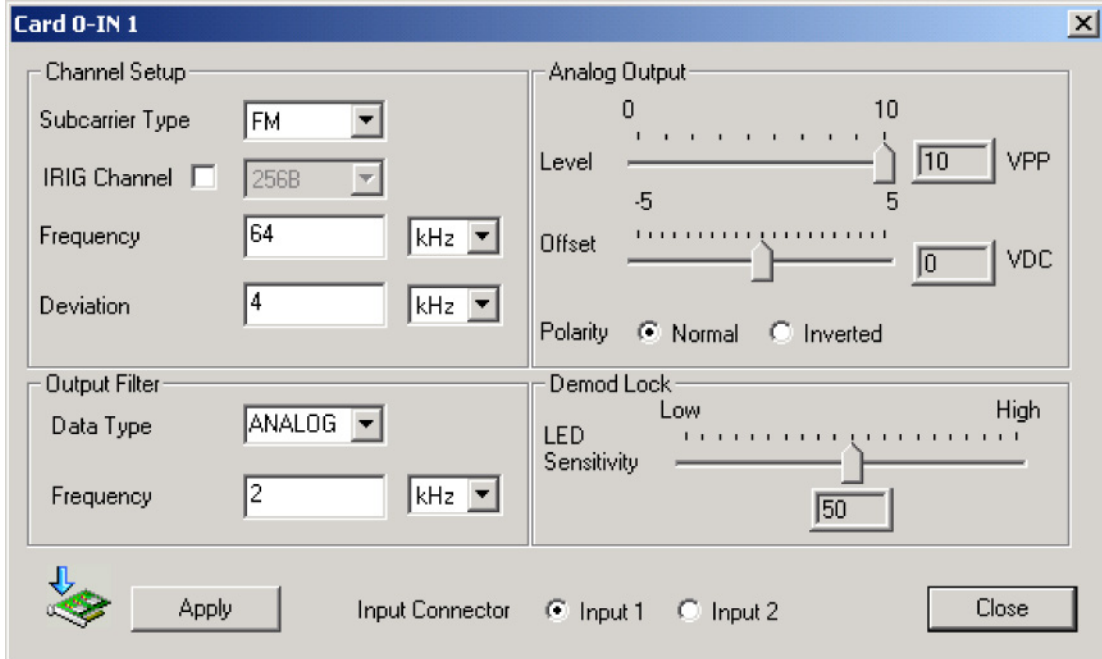 Card 0-IN 1
Channel Setup
Subcarrier Type FM
IRIG Channel 256B
Frequency 64 kHz
Deviation 4 kHz
Analog Output
0 10
Level 10 VPP
-5 5
Offset 0 VDC
Polarity Normal Inverted
Output Filter
Data Type ANALOG
Frequency 2 kHz
Demod Lock
Low High
LED
Sensitivity
50
Apply Input Connector Input 1 Input 2 Close